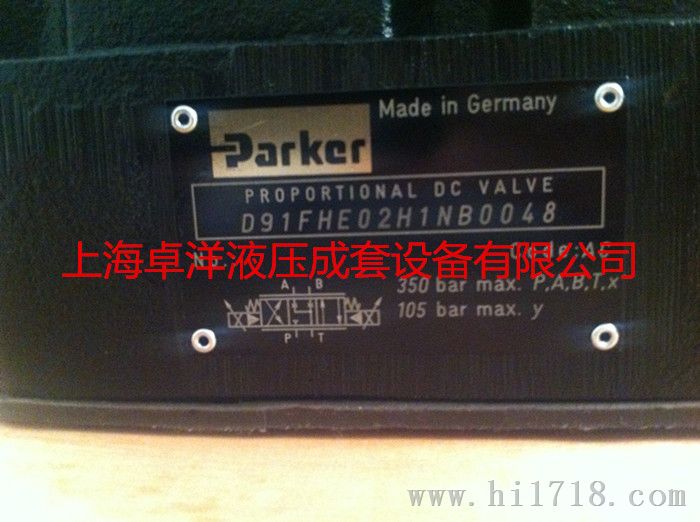 Made in Germany
Parker
PROPORTIONAL DC VALVE
D91FHE02H1NB0048
上海卓洋液压成套设备有限公司
A B
350 bar max. P,A,B,T,x
105 bar max. y
P T
www.hi1718.com